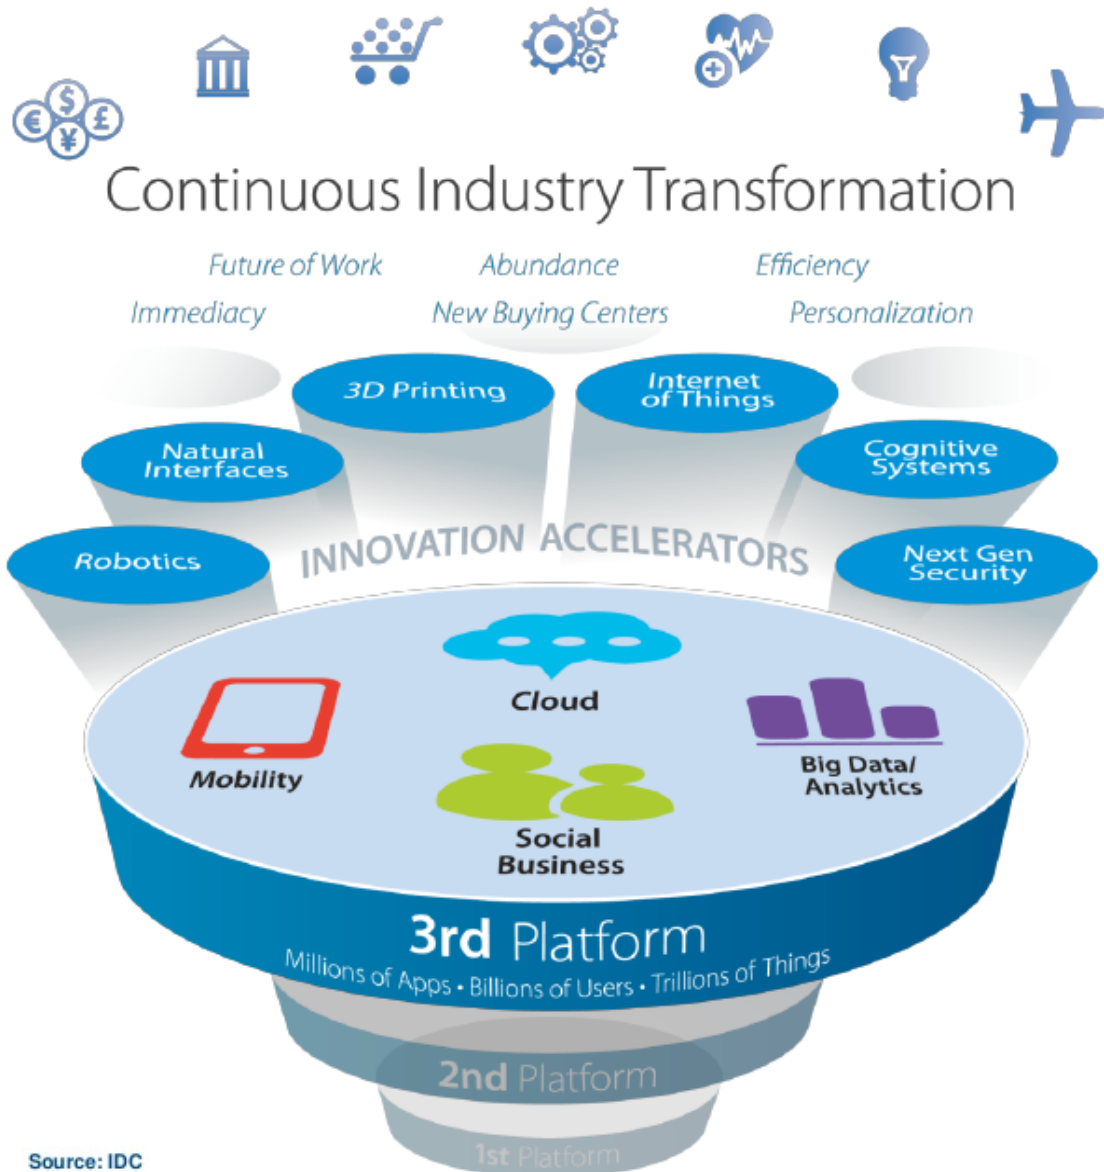 € $ £ ¥
Continuous Industry Transformation
Future of Work Abundance Efficiency
Immediacy New Buying Centers Personalization
3D Printing
Internet
of Things
Natural
Interfaces
Cognitive
Systems
Robotics
INNOVATION ACCELERATORS
Next Gen
Security
Cloud
Mobility
Big Data/
Analytics
Social
Business
3rd Platform
Millions of Apps • Billions of Users • Trillions of Things
2nd Platform
1st Platform
Source: IDC